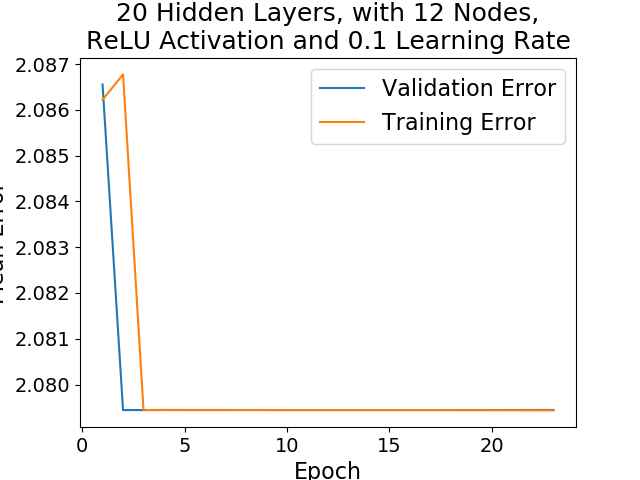 20 Hidden Layers, with 12 Nodes,
ReLU Activation and 0.1 Learning Rate
2.087
2.086
2.085
2.084
2.083
2.082
2.081
2.080
Validation Error
Training Error
0 5 10 15 20
Epoch